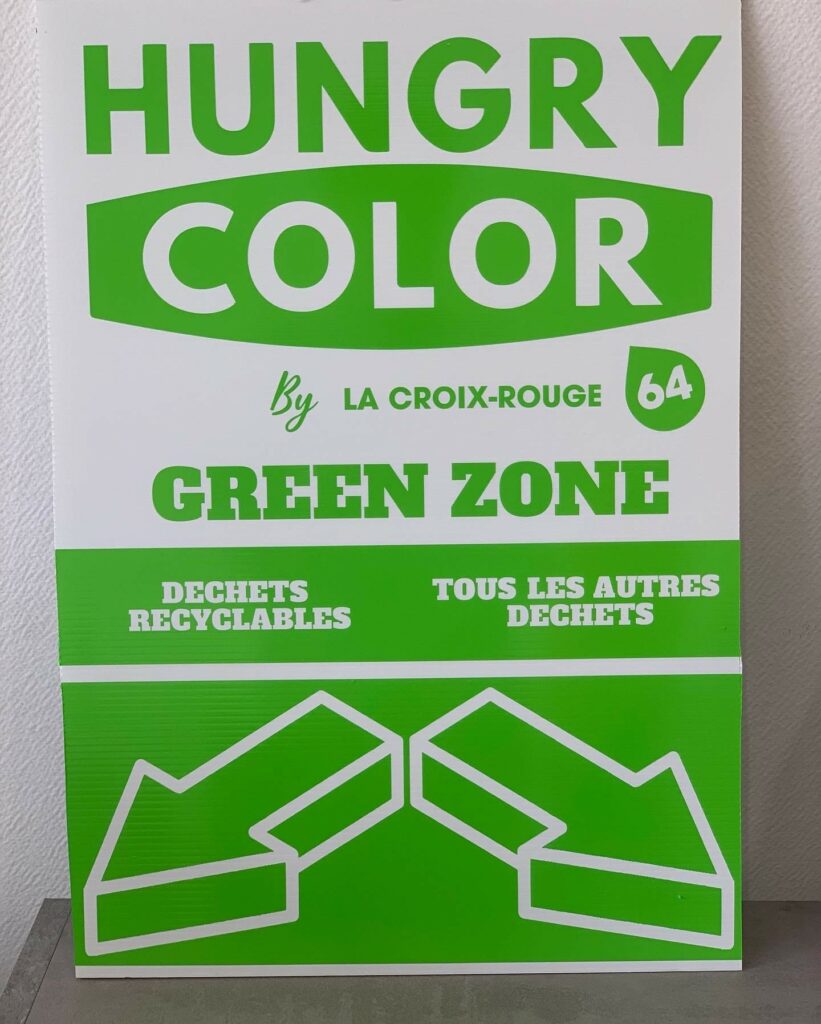 HUNGRY
COLOR
By LA CROIX-ROUGE 64
GREEN ZONE
DECHETS
RECYCLABLES
TOUS LES AUTRES
DECHETS